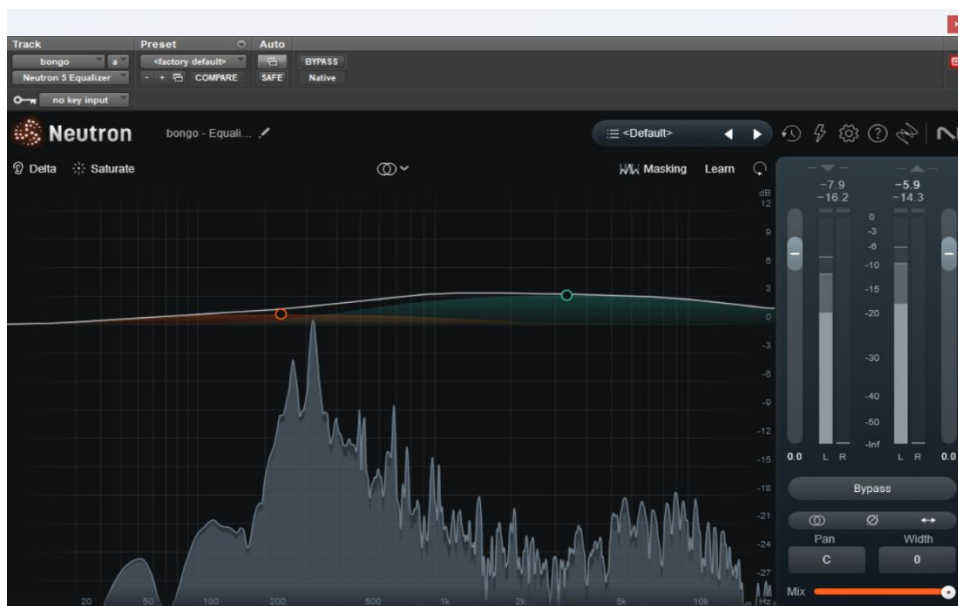 Track Preset Auto
bongo a <factory default> BYPASS
Neutron 5 Equalizer - + COMPARE SAFE Native
no key input
Neutron bongo - Equali... <Default>
Delta Saturate Masking Learn
-7.9 -5.9
-16.2 -14.3
dB
12
9
6
3
0
-3
-6
-9
-12
-15
-18
-21
-24
-27
20 50 100 200 500 1k 2k 5k 10k Hz
0
-3
-6
-10
-15
-20
-30
-40
-50
-Inf
0.0 L R L R 0.0
Bypass
Pan Width
C 0
Mix